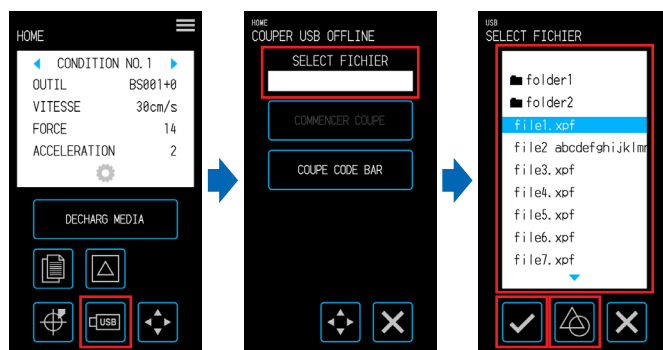 HOME
CONDITION NO.1
OUTIL BS001+0
VITESSE 30cm/s
FORCE 14
ACCELERATION 2
DECHARG MEDIA
USB
HOME
COUPER USB OFFLINE
SELECT FICHIER
COMMENCER COUPE
COUPE CODE BAR
USB
SELECT FICHIER
folder1
folder2
file1.xpf
file2 abcdefghijklmn
file3.xpf
file4.xpf
file5.xpf
file6.xpf
file7.xpf